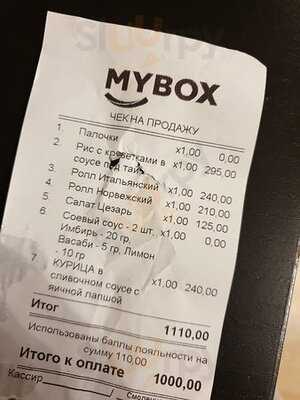 MYBOX
ЧЕК НА ПРОДАЖУ
1. Палочки x1,00 0,00
2. Рис с креветками в соусе под тай x1,00 295,00
3. Ролл Итальянский x1,00 240,00
4. Ролл Норвежский x1,00 210,00
5. Салат Цезарь x1,00 125,00
6. Соевый соус - 2 шт. x1,00 0,00
Имбирь - 20 гр.
Васаби - 5 гр. Лимон
- 10 гр
7. КУРИЦА в x1,00 240,00
сливочном соусе с
яичной лапшой
Итог 1110,00
Использованы баллы лояльности на
сумму 110,00
Итого к оплате 1000,00
Кассир